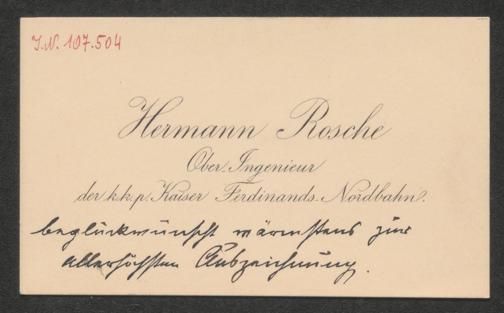 J.N. 107.504
Hermann Rosche
Ober-Ingenieur
der k.k.p. Kaiser Ferdinands-Nordbahn.
beglückwünscht wärmstens zur
allerhöchsten Auszeichnung.